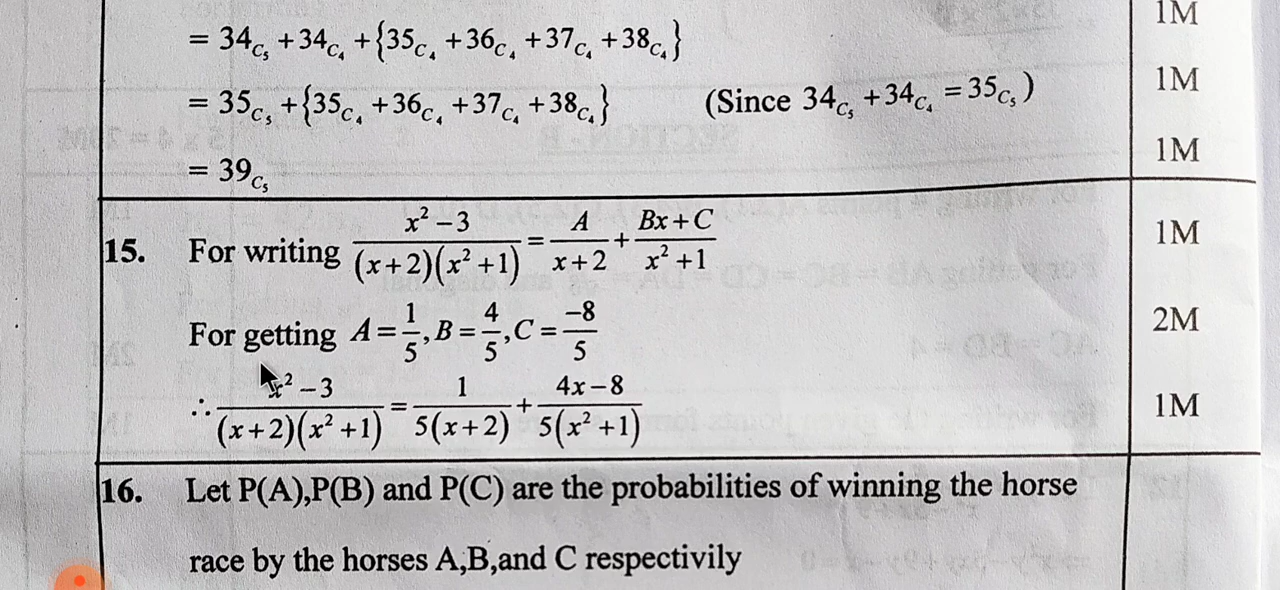 = 34C₅ + 34C₄ + {35C₄ + 36C₄ + 37C₄ + 38C₄} 1M
= 35C₅ + {35C₄ + 36C₄ + 37C₄ + 38C₄} (Since 34C₅ + 34C₄ = 35C₅) 1M
= 39C₅ 1M
15. For writing (x² − 3)/((x+2)(x² +1)) = A/(x+2) + (Bx+C)/(x² +1) 1M
For getting A = 1/5, B = 4/5, C = −8/5 2M
∴ (x² − 3)/((x+2)(x² +1)) = 1/(5(x+2)) + (4x−8)/(5(x² +1)) 1M
16. Let P(A),P(B) and P(C) are the probabilities of winning the horse
race by the horses A,B,and C respectivily